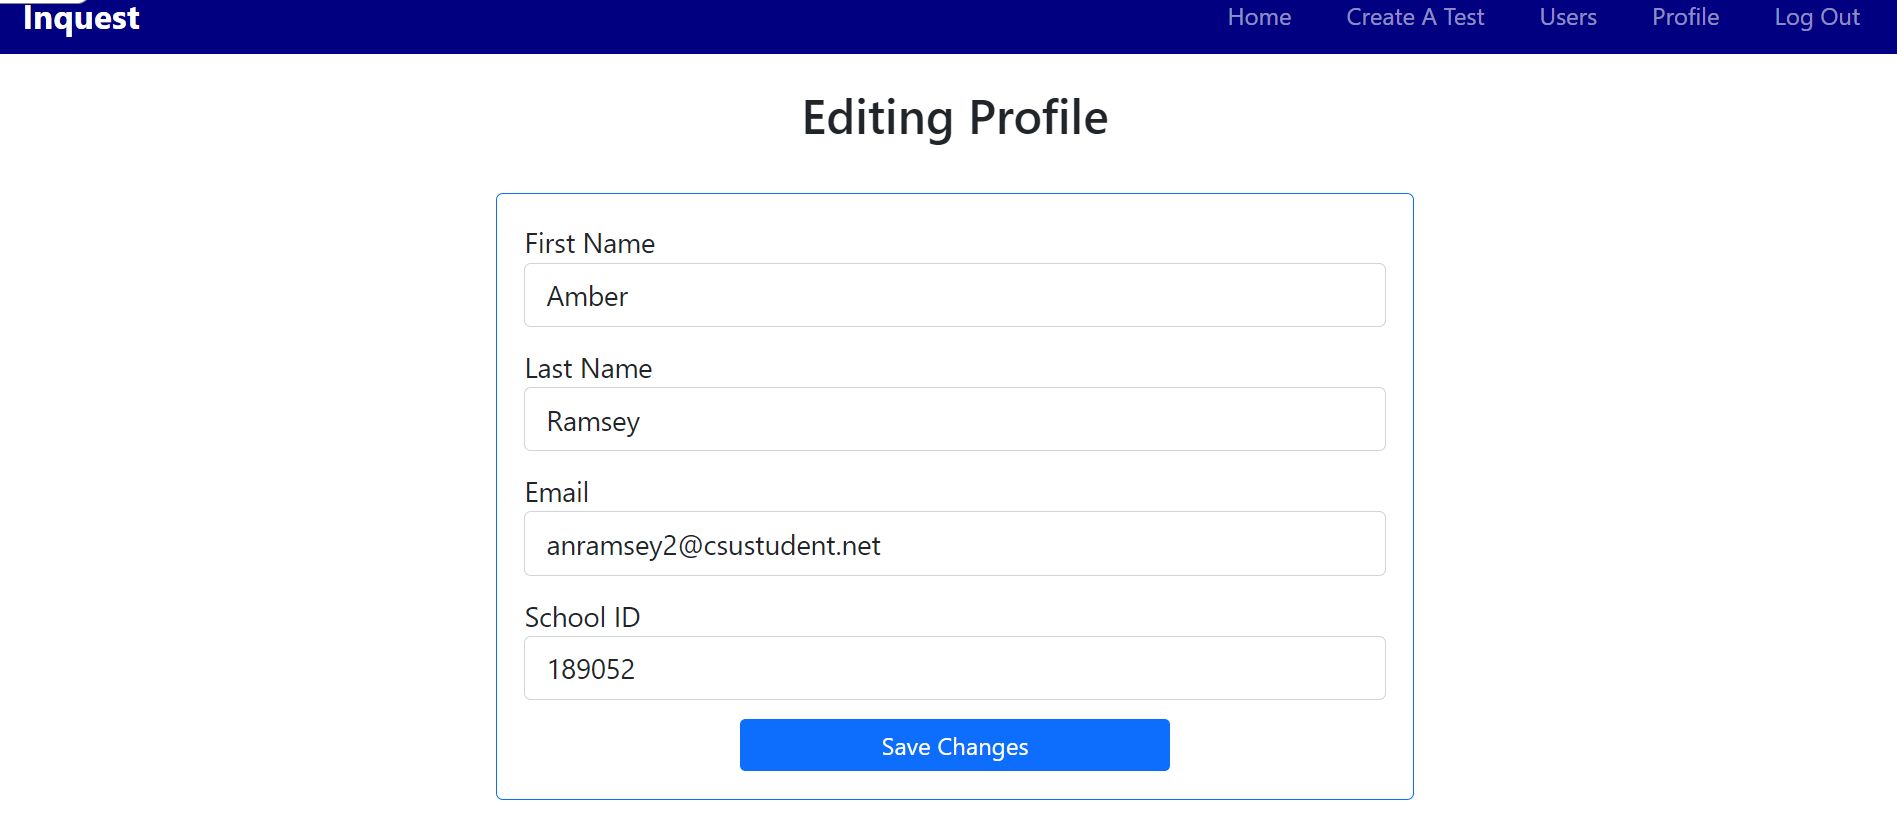 Inquest Home Create A Test Users Profile Log Out
Editing Profile
First Name
Amber
Last Name
Ramsey
Email
anramsey2@csustudent.net
School ID
189052
Save Changes